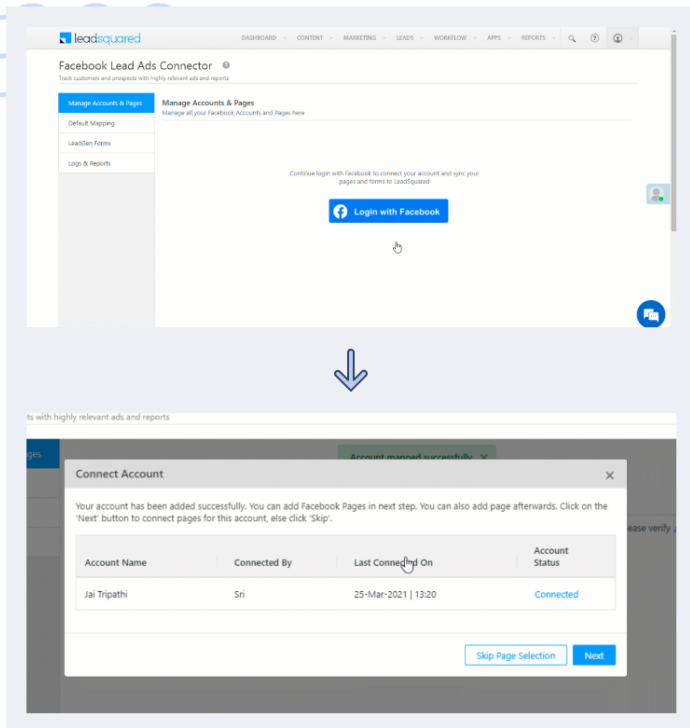 leadsquared
DASHBOARD CONTENT MARKETING LEADS WORKFLOW APPS REPORTS
Facebook Lead Ads Connector
Track customers and prospects with highly relevant ads and reports
Manage Accounts & Pages
Default Mapping
LeadGen Forms
Logs & Reports
Manage Accounts & Pages
Manage all your Facebook Accounts and Pages here
Continue login with Facebook to connect your account and sync your
pages and forms to LeadSquared
Login with Facebook
ts with highly relevant ads and reports
ges
Account mapped successfully
ease verify
Connect Account
Your account has been added successfully. You can add Facebook Pages in next step. You can also add page afterwards. Click on the
'Next' button to connect pages for this account, else click 'Skip'.
Account Name Connected By Last Connected On Account Status
Jai Tripathi Sri 25-Mar-2021 | 13:20 Connected
Skip Page Selection Next